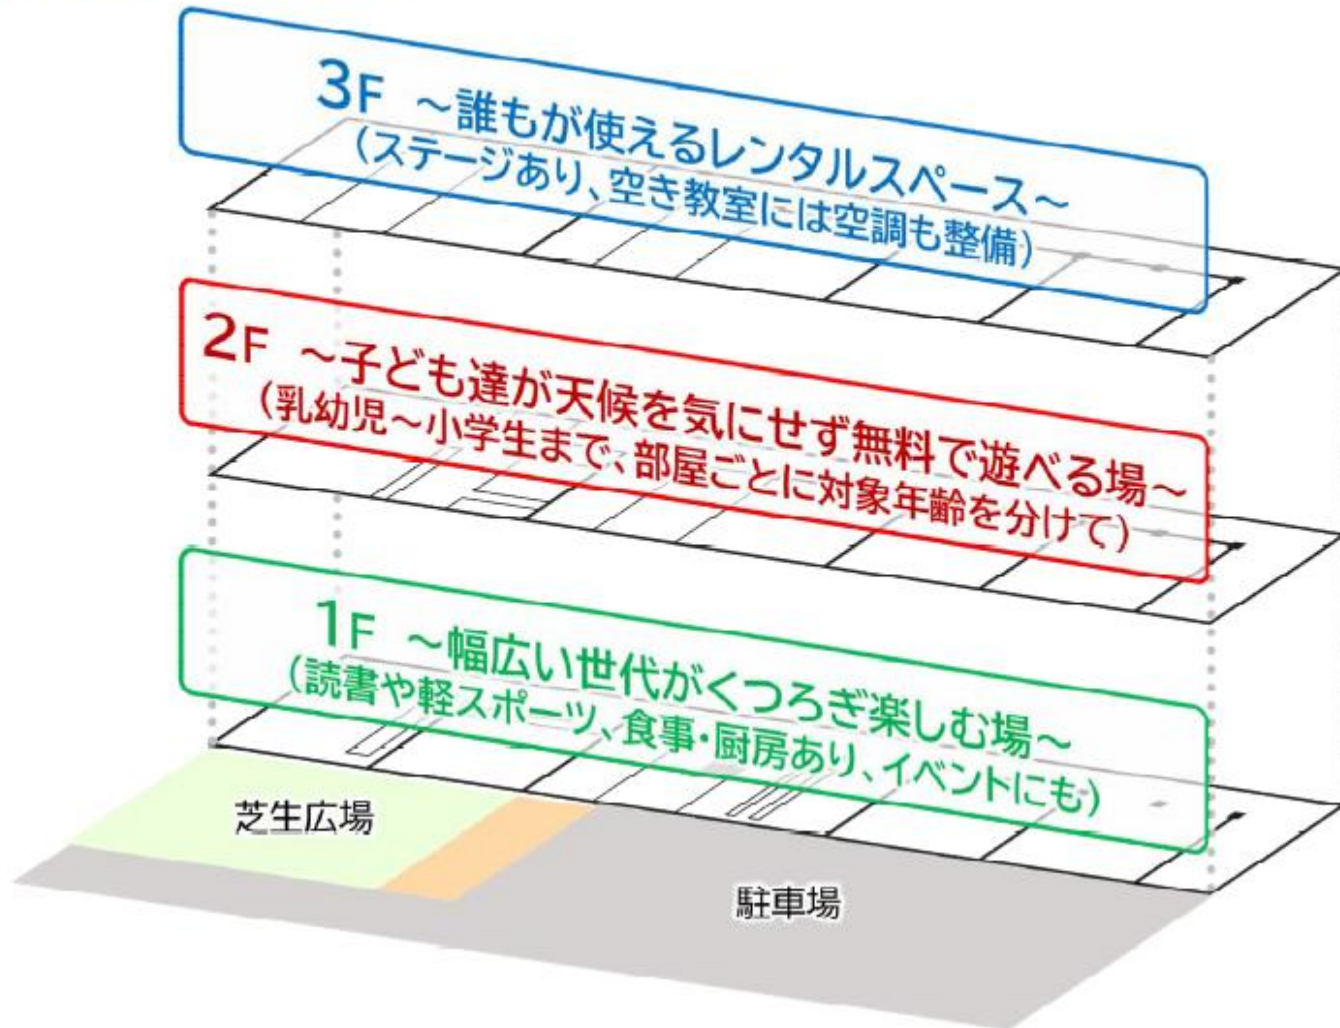 3F ～誰もが使えるレンタルスペース～
(ステージあり、空き教室には空調も整備)
2F ～子ども達が天候を気にせず無料で遊べる場～
(乳幼児～小学生まで、部屋ごとに対象年齢を分けて)
1F ～幅広い世代がくつろぎ楽しむ場～
(読書や軽スポーツ、食事・厨房あり、イベントにも)
芝生広場
駐車場